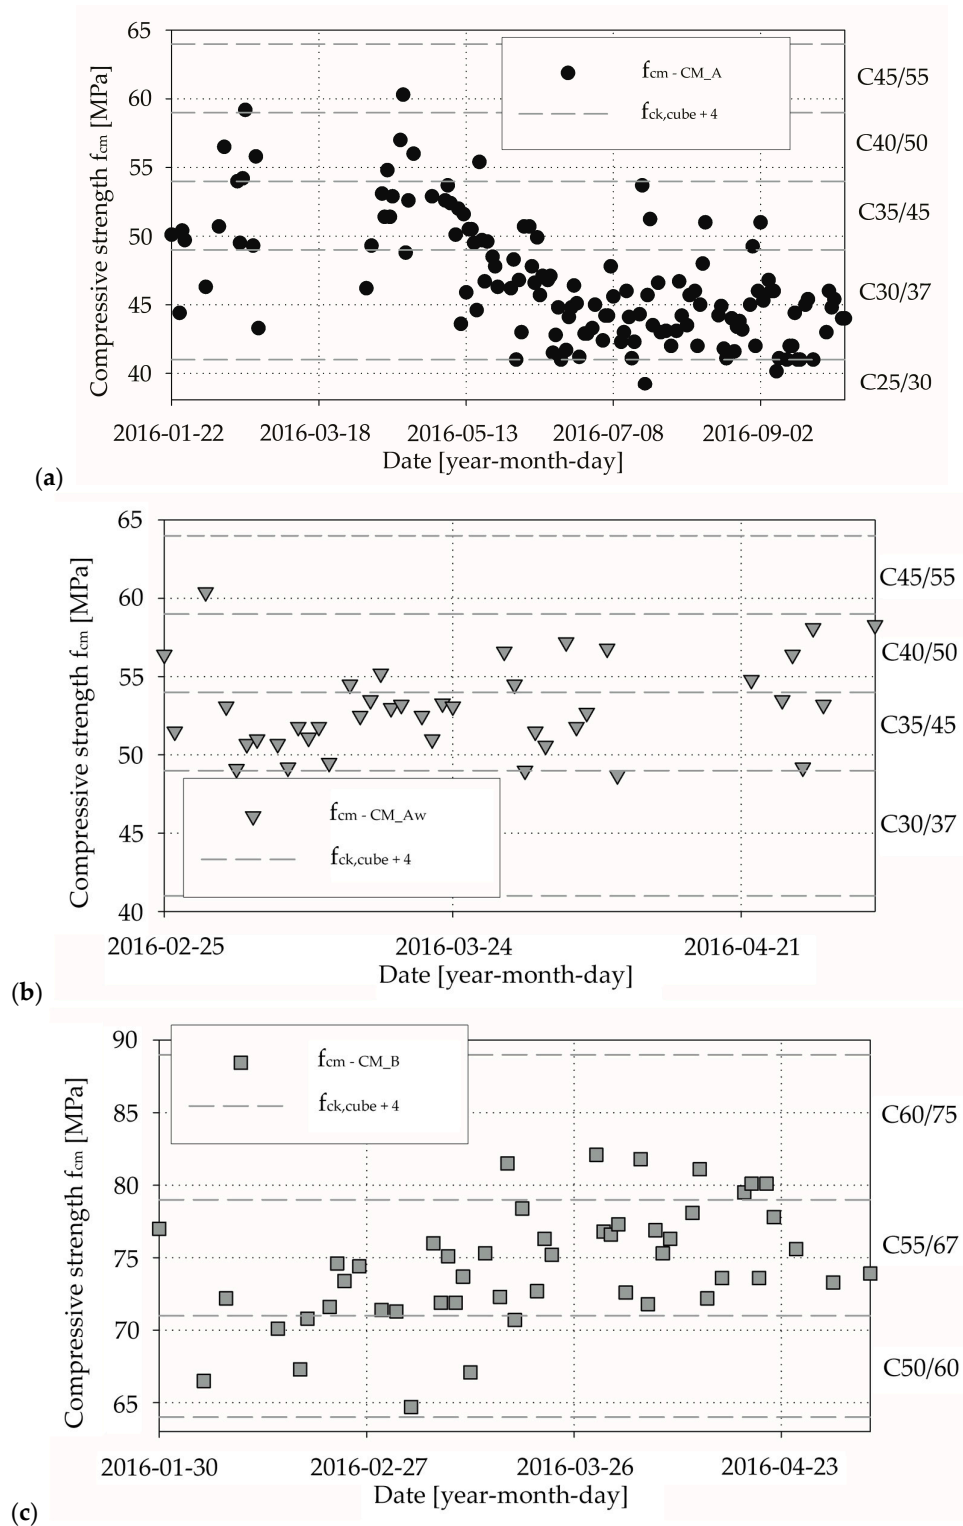 65
60
55
50
45
40
Compressive strength fcm [MPa]
fcm - CM_A
fck,cube + 4
C45/55
C40/50
C35/45
C30/37
C25/30
2016-01-22 2016-03-18 2016-05-13 2016-07-08 2016-09-02
Date [year-month-day]
(a)
65
60
55
50
45
40
Compressive strength fcm [MPa]
fcm - CM_Aw
fck,cube + 4
C45/55
C40/50
C35/45
C30/37
2016-02-25 2016-03-24 2016-04-21
Date [year-month-day]
(b)
90
85
80
75
70
65
Compressive strength fcm [MPa]
fcm - CM_B
fck,cube + 4
C60/75
C55/67
C50/60
2016-01-30 2016-02-27 2016-03-26 2016-04-23
Date [year-month-day]
(c)